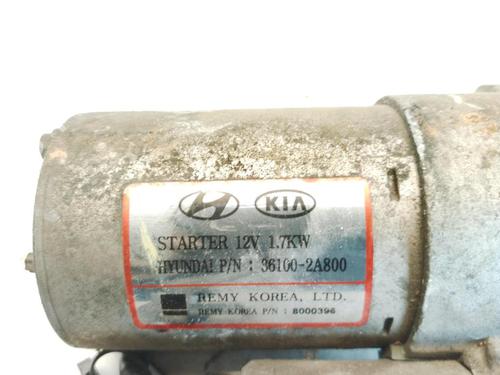 KIA
STARTER 12V 1.7KW
HYUNDAI P/N : 36100-2A800
REMY KOREA, LTD.
REMY KOREA P/N : 8000396